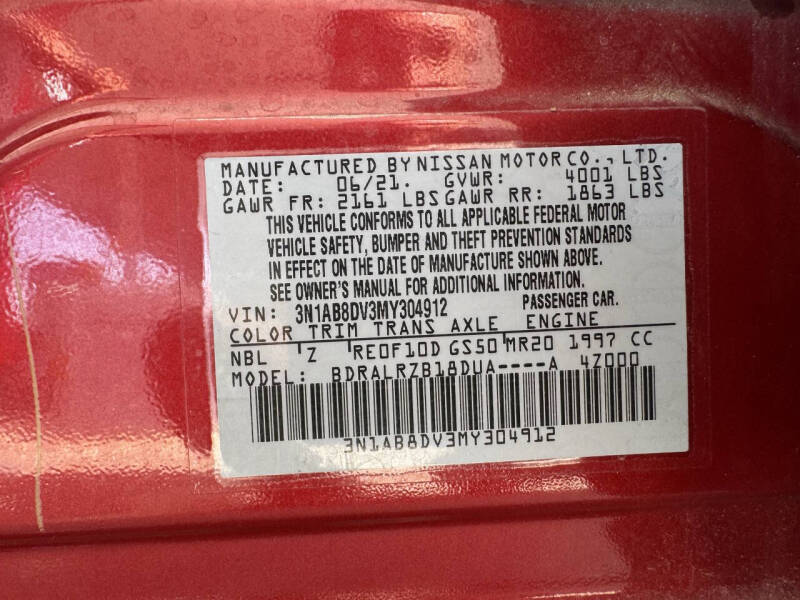 MANUFACTURED BY NISSAN MOTOR CO., LTD.
DATE: 06/21. GVWR: 4001 LBS
GAWR FR: 2161 LBS GAWR RR: 1863 LBS
THIS VEHICLE CONFORMS TO ALL APPLICABLE FEDERAL MOTOR
VEHICLE SAFETY, BUMPER AND THEFT PREVENTION STANDARDS
IN EFFECT ON THE DATE OF MANUFACTURE SHOWN ABOVE.
SEE OWNER'S MANUAL FOR ADDITIONAL INFORMATION.
VIN: 3N1AB8DV3MY304912 PASSENGER CAR.
COLOR TRIM TRANS AXLE ENGINE
NBL Z RE0F10D GS50 MR20 1997 CC
MODEL: BDRALRZB18DUA----A 4Z000
3N1AB8DV3MY304912